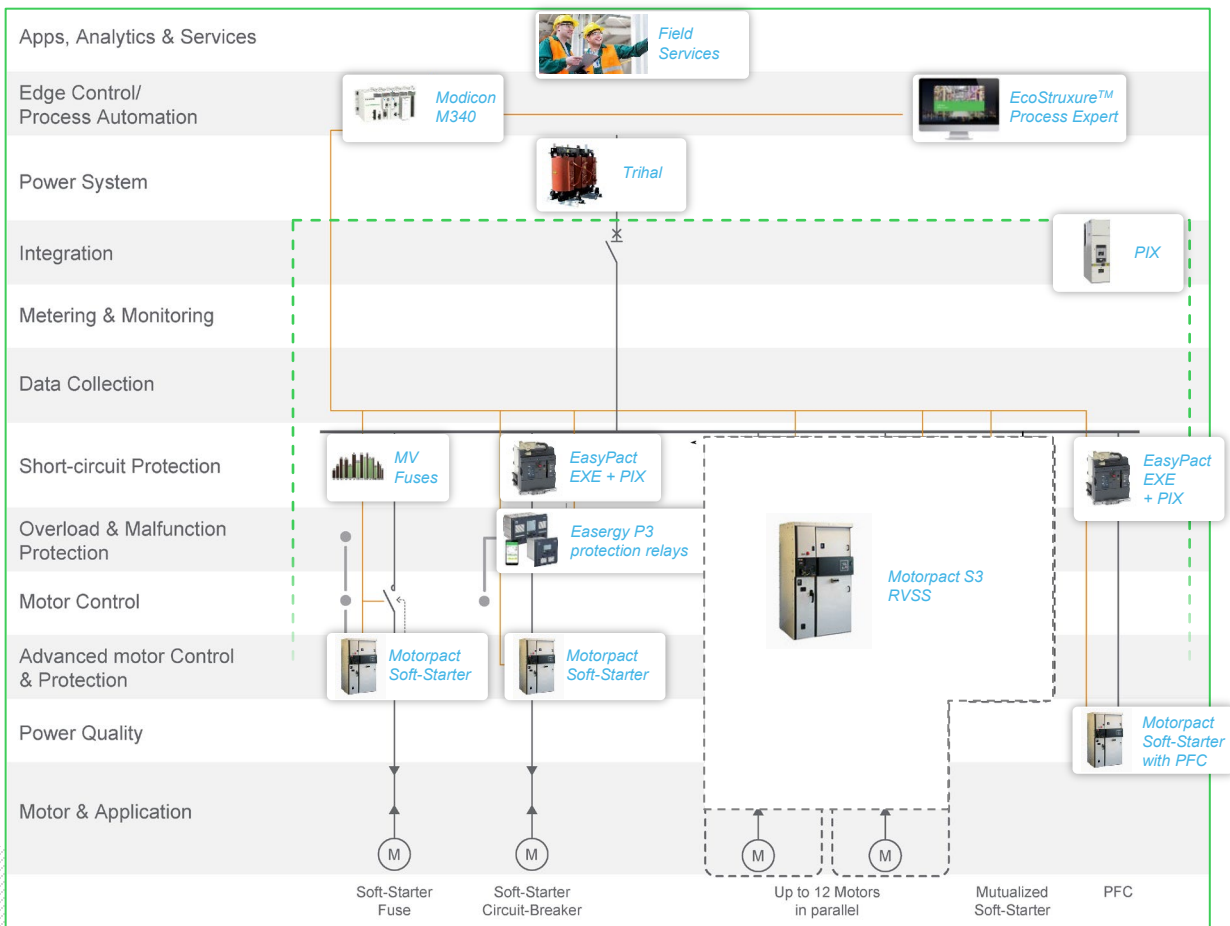 Apps, Analytics & Services
Field
Services
Edge Control/
Process Automation
Modicon
M340
EcoStruxure™
Process Expert
Power System
Trihal
Integration
PIX
Metering & Monitoring
Data Collection
Short-circuit Protection
MV
Fuses
EasyPact
EXE + PIX
EasyPact
EXE
+ PIX
Overload & Malfunction
Protection
Easergy P3
protection relays
Motorpact S3
RVSS
Motor Control
Advanced motor Control
& Protection
Motorpact
Soft-Starter
Motorpact
Soft-Starter
Power Quality
Motorpact
Soft-Starter
with PFC
Motor & Application
M
M
M
M
Soft-Starter
Fuse
Soft-Starter
Circuit-Breaker
Up to 12 Motors
in parallel
Mutualized
Soft-Starter
PFC